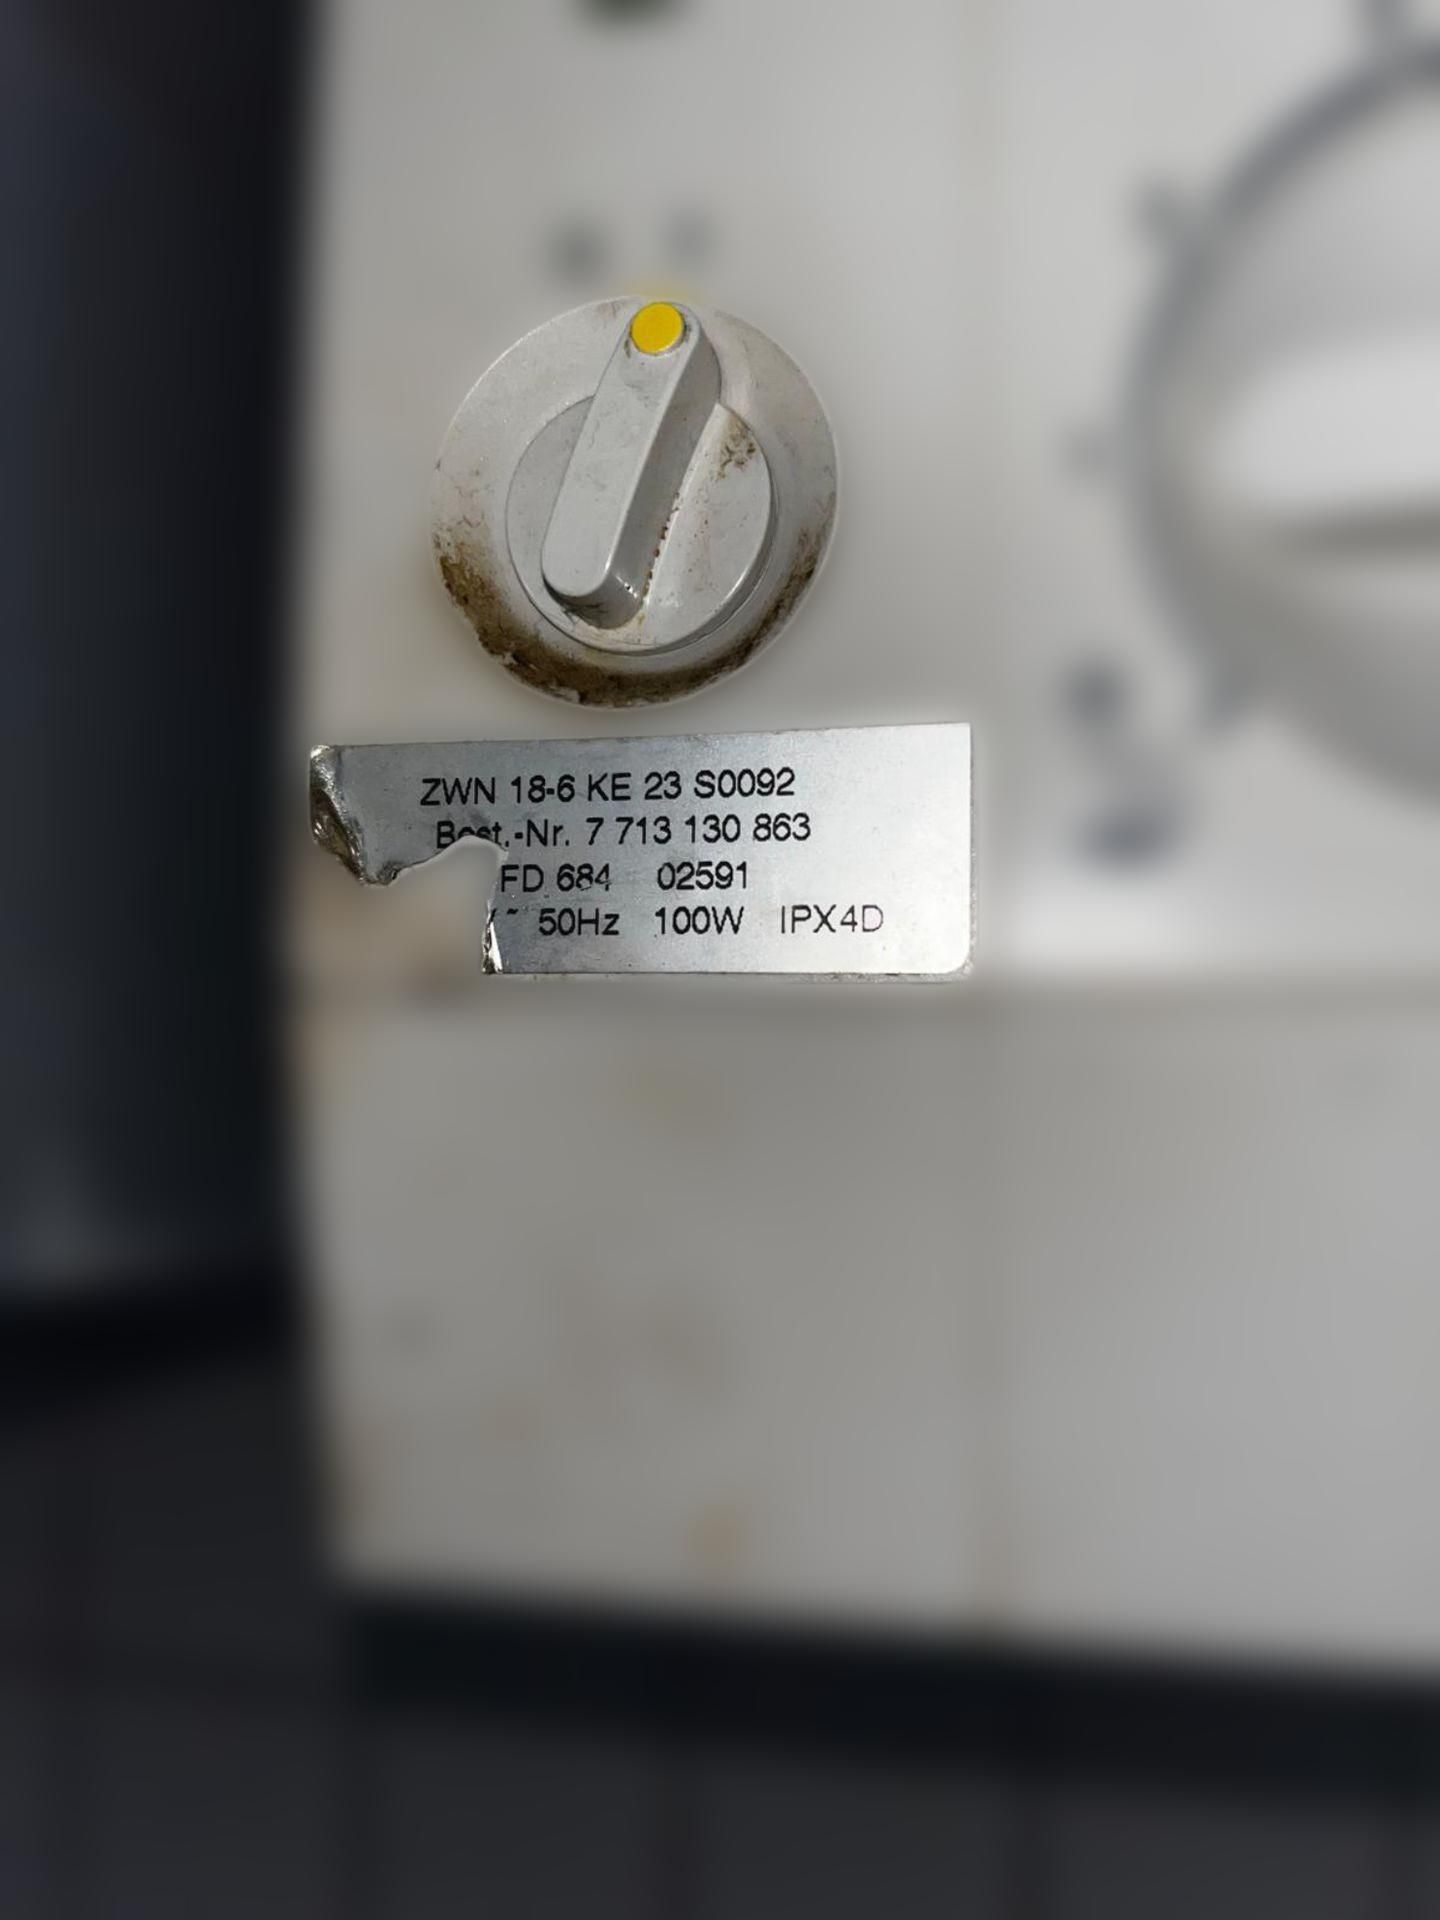 ZWN 18-6 KE 23 S0092
Best.-Nr. 7 713 130 863
FD 684 02591
~ 50Hz 100W IPX4D